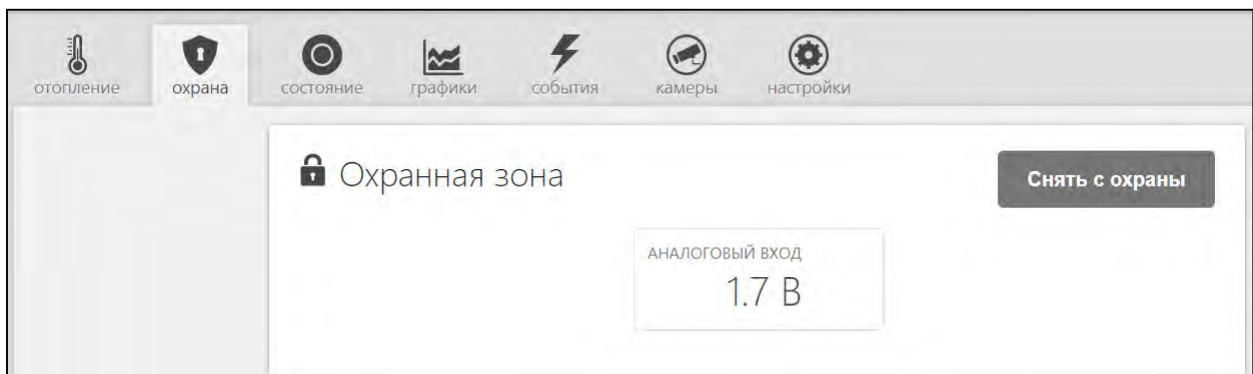 отопление охрана состояние графики события камеры настройки
Охранная зона
Снять с охраны
АНАЛОГОВЫЙ ВХОД
1.7 В